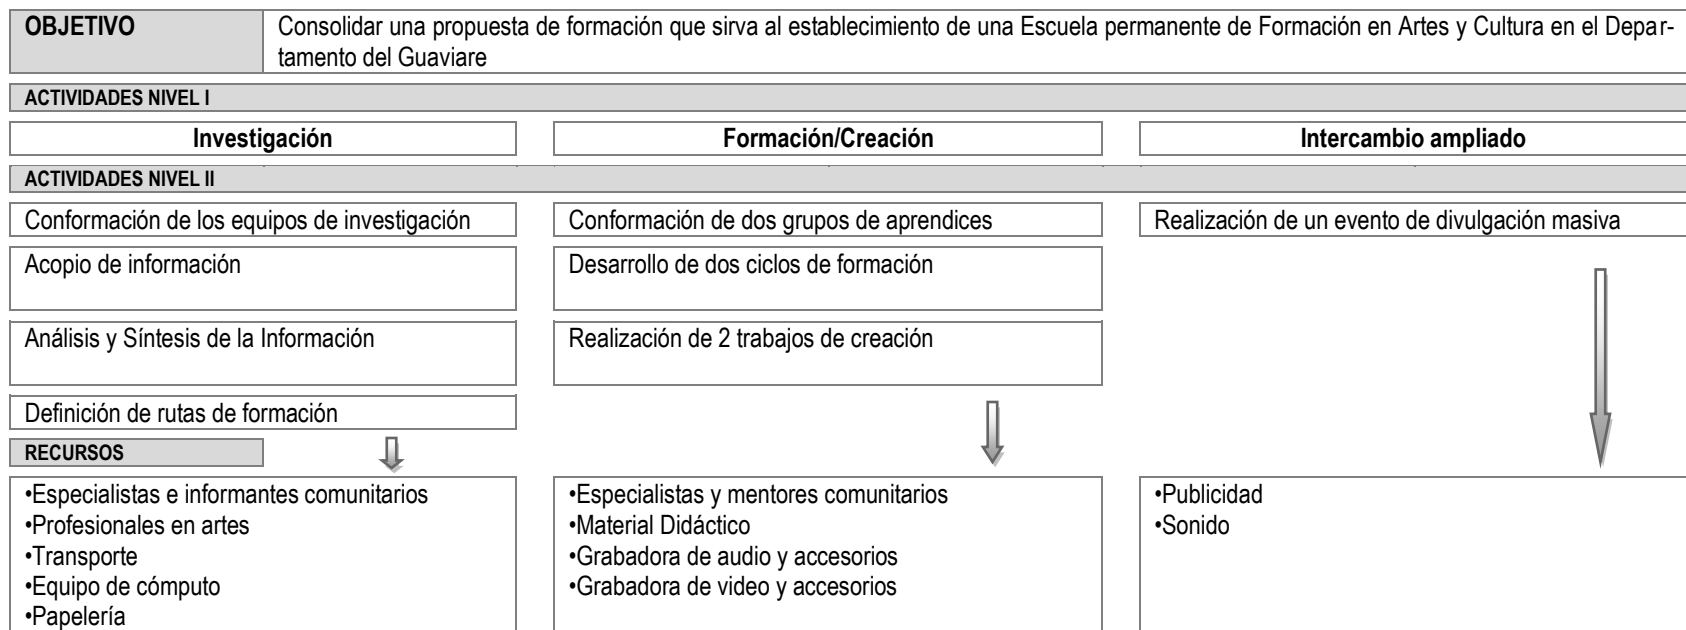 OBJETIVO
Consolidar una propuesta de formación que sirva al establecimiento de una Escuela permanente de Formación en Artes y Cultura en el Depar-
tamento del Guaviare
ACTIVIDADES NIVEL I
Investigación
Formación/Creación
Intercambio ampliado
ACTIVIDADES NIVEL II
Conformación de los equipos de investigación
Conformación de dos grupos de aprendices
Realización de un evento de divulgación masiva
Acopio de información
Desarrollo de dos ciclos de formación
Análisis y Síntesis de la Información
Realización de 2 trabajos de creación
Definición de rutas de formación
RECURSOS
•Especialistas e informantes comunitarios
•Profesionales en artes
•Transporte
•Equipo de cómputo
•Papelería
•Especialistas y mentores comunitarios
•Material Didáctico
•Grabadora de audio y accesorios
•Grabadora de video y accesorios
•Publicidad
•Sonido